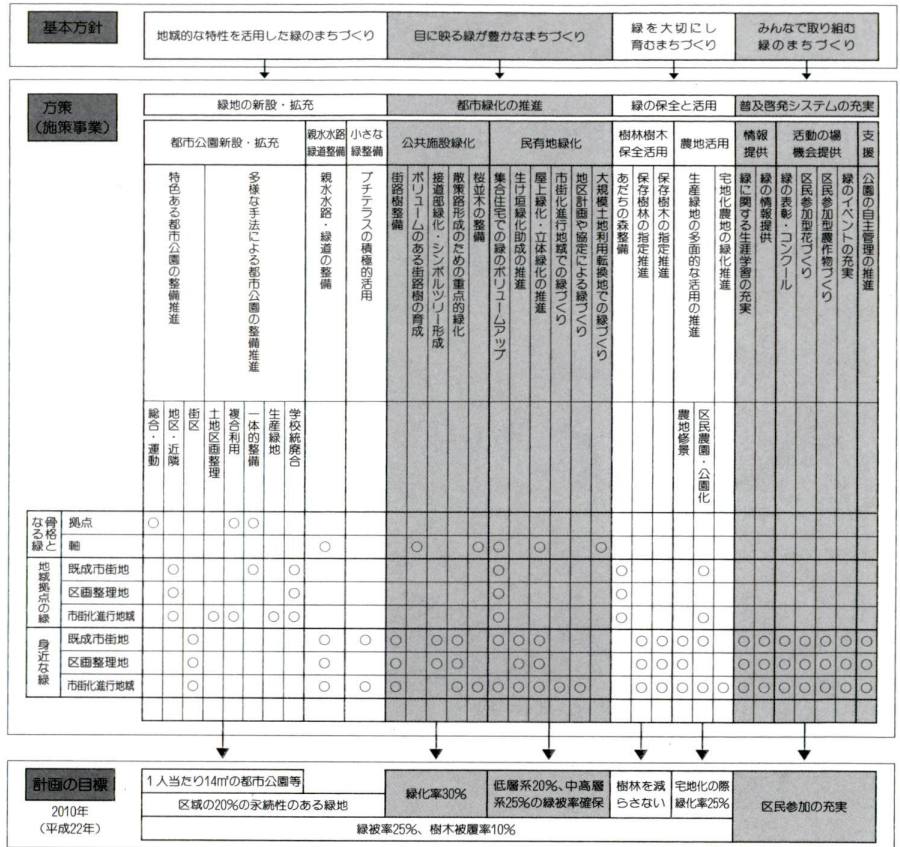 基本方針
地域的な特性を活用した緑のまちづくり
目に映る緑が豊かなまちづくり
緑を大切にし
育むまちづくり
みんなで取り組む
緑のまちづくり
方策
(施策事業)
緑地の新設・拡充
都市緑化の推進
緑の保全と活用
普及啓発システムの充実
都市公園新設・拡充
親水水路
緑道整備
小さな
緑整備
公共施設緑化
民有地緑化
樹林樹木
保全活用
農地活用
情報
提供
活動の場
機会提供
支援
特色ある都市公園の整備推進
多様な手法による都市公園の整備推進
親水水路・緑道の整備
プチテラスの積極的活用
街路樹整備
ボリュームのある街路樹の育成
接道部緑化・シンボルツリー形成
散策路形成のための重点的緑化
桜並木の整備
集合住宅での緑のボリュームアップ
生け垣緑化助成の推進
屋上緑化・立体緑化の推進
市街化進行地域での緑づくり
地区計画や協定による緑づくり
大規模土地利用転換地での緑づくり
あだちの森整備
保存樹林の指定推進
保存樹木の指定推進
生産緑地の多面的な活用の推進
宅地化農地の緑化推進
緑に関する生涯学習の充実
緑の情報提供
緑の表彰・コンクール
区民参加型花づくり
区民参加型農作物づくり
緑のイベントの充実
公園の自主管理の推進
総合・運動
地区・近隣
街区
土地区画整理
複合利用
一体的整備
生産緑地
学校統廃合
農地修景
区民農園・公園化
骨格と
なる緑
拠点 ○ ○ ○
軸 ○ ○ ○ ○ ○ ○
地域拠点の緑
既成市街地 ○ ○ ○ ○ ○ ○
区画整理地 ○ ○ ○ ○
市街化進行地域 ○ ○ ○ ○ ○ ○ ○ ○
身近な緑
既成市街地 ○ ○ ○ ○ ○ ○ ○ ○ ○ ○ ○ ○ ○ ○ ○ ○ ○ ○ ○ ○
区画整理地 ○ ○ ○ ○ ○ ○ ○ ○ ○ ○ ○ ○ ○ ○ ○ ○ ○
市街化進行地域 ○ ○ ○ ○ ○ ○ ○ ○ ○ ○ ○ ○ ○ ○ ○ ○ ○ ○ ○ ○ ○ ○ ○
計画の目標
2010年
(平成22年)
1人当たり14㎡の都市公園等
区域の20%の永続性のある緑地
緑化率30%
低層系20%、中高層
系25%の緑被率確保
樹林を減
らさない
宅地化の際
緑化率25%
区民参加の充実
緑被率25%、樹木被履率10%